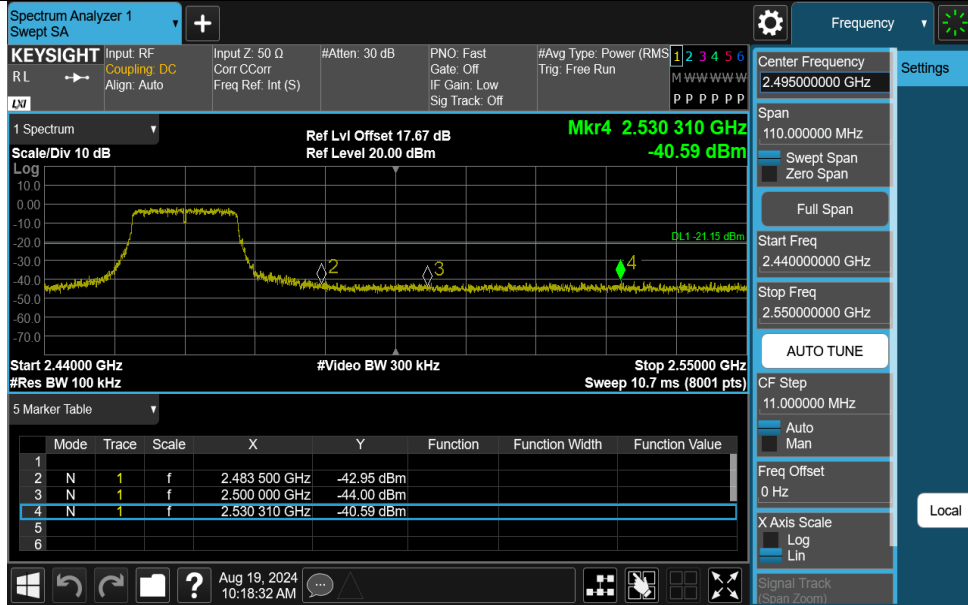 Spectrum Analyzer 1
Swept SA
+
Frequency
KEYSIGHT
R L
LXI
Input: RF
Coupling: DC
Align: Auto
Input Z: 50 Ω
Corr CCorr
Freq Ref: Int (S)
#Atten: 30 dB
PNO: Fast
Gate: Off
IF Gain: Low
Sig Track: Off
#Avg Type: Power (RMS
Trig: Free Run
1 2 3 4 5 6
M W W W W W
P P P P P P
1 Spectrum
Scale/Div 10 dB
Ref Lvl Offset 17.67 dB
Ref Level 20.00 dBm
Mkr4 2.530 310 GHz
-40.59 dBm
Log
10.0
0.00
-10.0
-20.0
-30.0
-40.0
-50.0
-60.0
-70.0
DL1 -21.15 dBm
2
3
4
Start 2.44000 GHz
#Res BW 100 kHz
#Video BW 300 kHz
Stop 2.55000 GHz
Sweep 10.7 ms (8001 pts)
5 Marker Table
Mode Trace Scale X Y Function Function Width Function Value
1
2 N 1 f 2.483 500 GHz -42.95 dBm
3 N 1 f 2.500 000 GHz -44.00 dBm
4 N 1 f 2.530 310 GHz -40.59 dBm
5
6
?
Aug 19, 2024
10:18:32 AM
Center Frequency
2.495000000 GHz
Span
110.000000 MHz
Swept Span
Zero Span
Full Span
Start Freq
2.440000000 GHz
Stop Freq
2.550000000 GHz
AUTO TUNE
CF Step
11.000000 MHz
Auto
Man
Freq Offset
0 Hz
X Axis Scale
Log
Lin
Signal Track
(Span Zoom)
Settings
Local